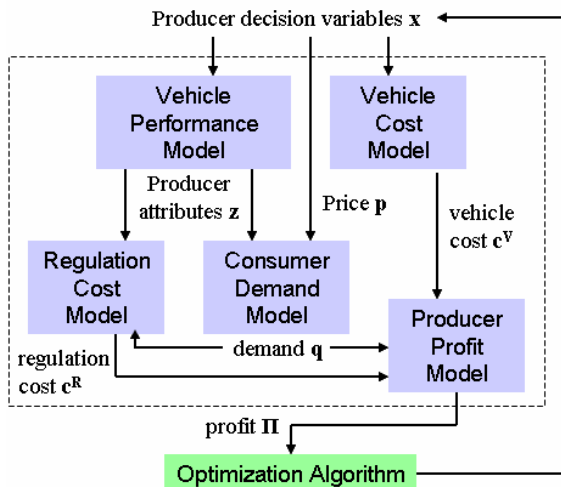 Producer decision variables x
Vehicle
Performance
Model
Vehicle
Cost
Model
Producer
attributes z
Price p
vehicle
cost c^V
Regulation
Cost
Model
Consumer
Demand
Model
Producer
Profit
Model
demand q
regulation
cost c^R
profit Π
Optimization Algorithm